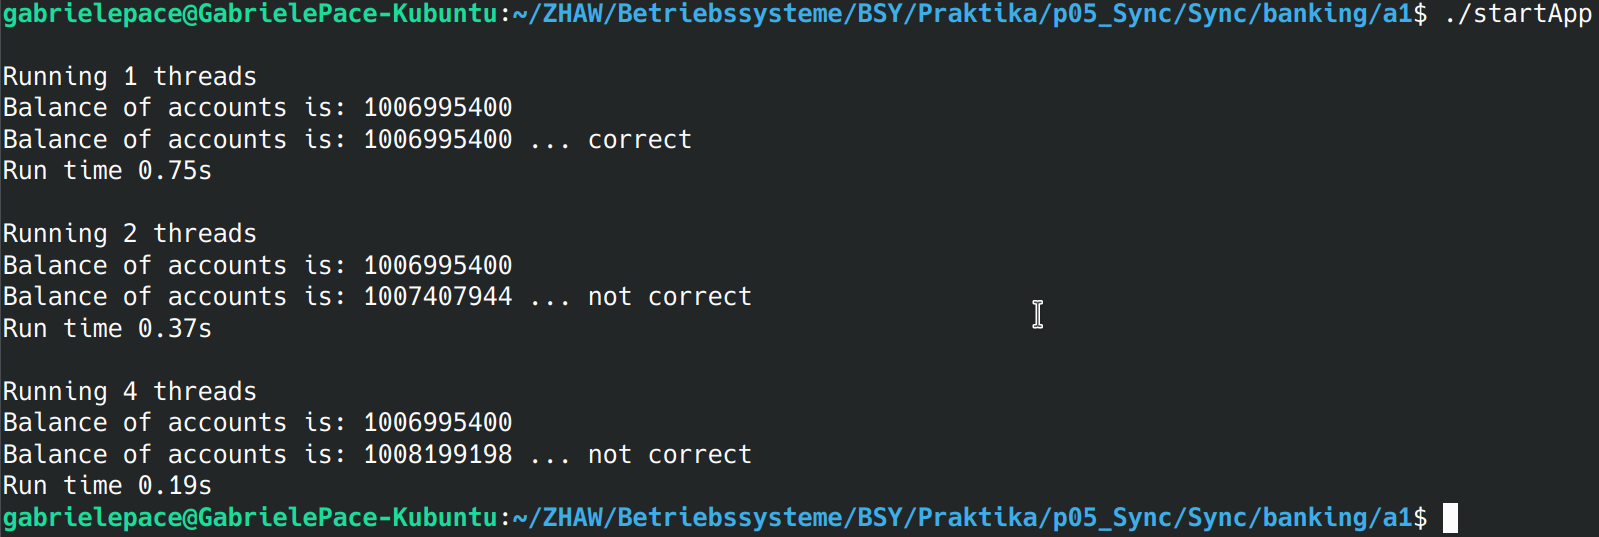 gabrielepace@GabrielePace-Kubuntu:~/ZHAW/Betriebssysteme/BSY/Praktika/p05_Sync/Sync/banking/a1$ ./startApp
Running 1 threads
Balance of accounts is: 1006995400
Balance of accounts is: 1006995400 ... correct
Run time 0.75s
Running 2 threads
Balance of accounts is: 1006995400
Balance of accounts is: 1007407944 ... not correct
Run time 0.37s
Running 4 threads
Balance of accounts is: 1006995400
Balance of accounts is: 1008199198 ... not correct
Run time 0.19s
gabrielepace@GabrielePace-Kubuntu:~/ZHAW/Betriebssysteme/BSY/Praktika/p05_Sync/Sync/banking/a1$